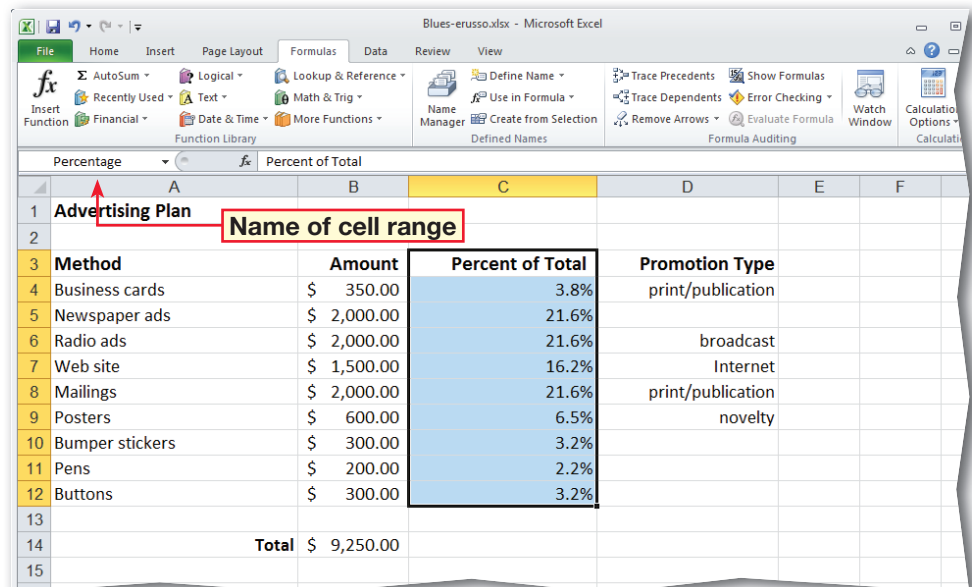 Blues-erusso.xlsx - Microsoft Excel
File Home Insert Page Layout Formulas Data Review View
fx Σ AutoSum Logical Lookup & Reference Define Name Trace Precedents Show Formulas
Recently Used Text Math & Trig Use in Formula Trace Dependents Error Checking
Insert Function Financial Date & Time More Functions Name Manager Create from Selection Remove Arrows Evaluate Formula Watch Window Options
Function Library Defined Names Formula Auditing
Percentage fx Percent of Total
A B C D E F
1 Advertising Plan
Name of cell range
2
3 Method Amount Percent of Total Promotion Type
4 Business cards $ 350.00 3.8% print/publication
5 Newspaper ads $ 2,000.00 21.6%
6 Radio ads $ 2,000.00 21.6% broadcast
7 Web site $ 1,500.00 16.2% Internet
8 Mailings $ 2,000.00 21.6% print/publication
9 Posters $ 600.00 6.5% novelty
10 Bumper stickers $ 300.00 3.2%
11 Pens $ 200.00 2.2%
12 Buttons $ 300.00 3.2%
13
14 Total $ 9,250.00
15